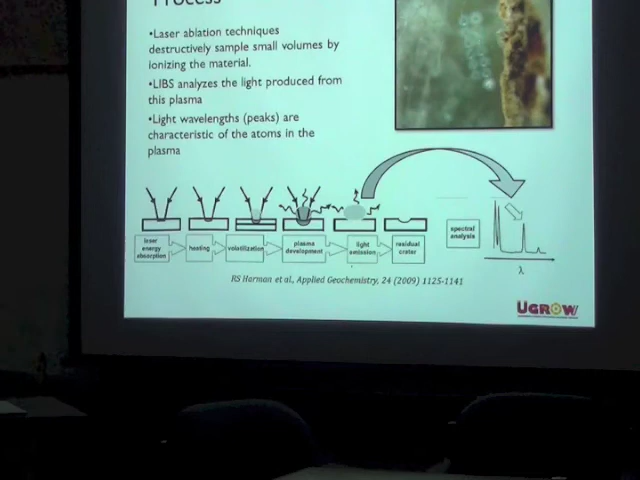 Process
•Laser ablation techniques
destructively sample small volumes by
ionizing the material.
•LIBS analyzes the light produced from
this plasma
•Light wavelengths (peaks) are
characteristic of the atoms in the
plasma
laser
energy
absorption
heating
volatilization
plasma
development
light
emission
residual
crater
spectral
analysis
λ
RS Harman et al., Applied Geochemistry, 24 (2009) 1125-1141
UGROW